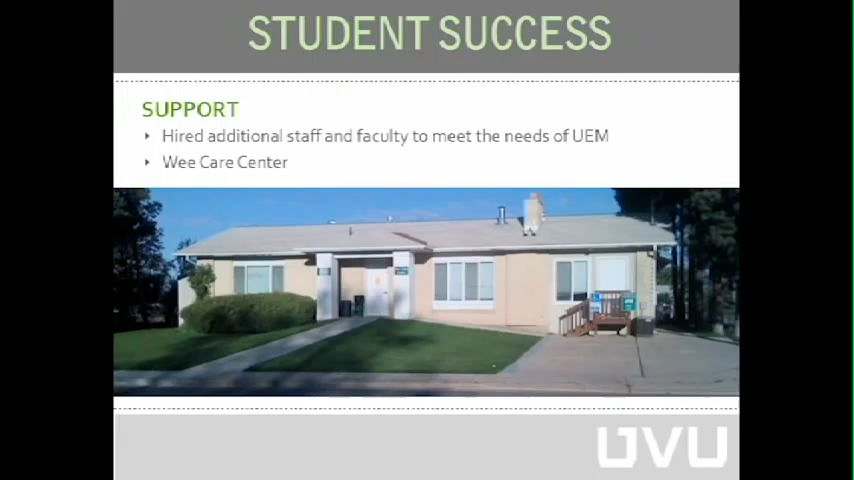 STUDENT SUCCESS
SUPPORT
Hired additional staff and faculty to meet the needs of UEM
Wee Care Center
UVU